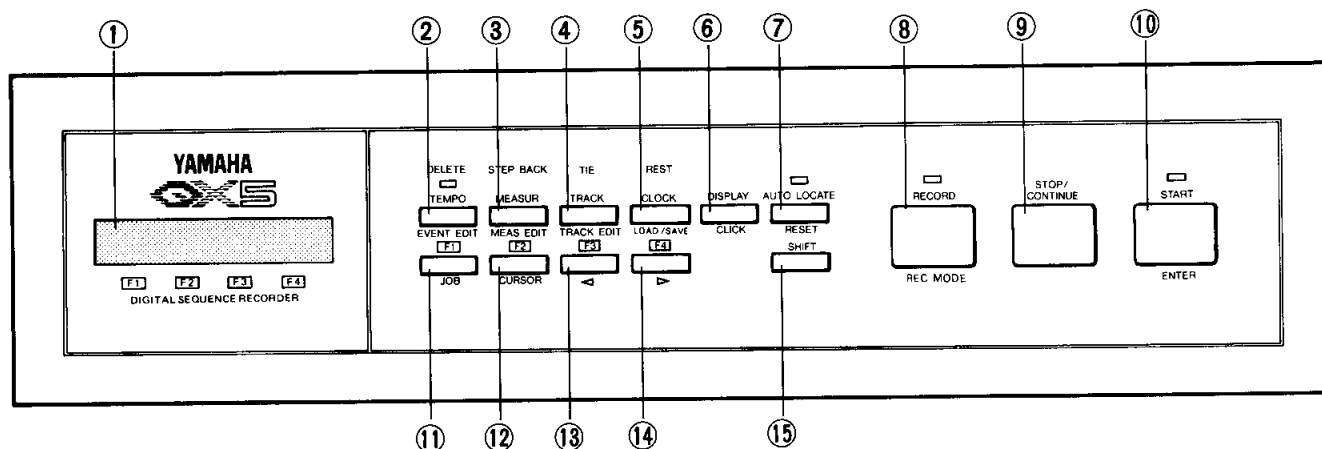 ① ② ③ ④ ⑤ ⑥ ⑦ ⑧ ⑨ ⑩
YAMAHA
QX5
F1 F2 F3 F4
DIGITAL SEQUENCE RECORDER
DELETE STEP BACK TIE REST
TEMPO MEASUR TRACK CLOCK DISPLAY AUTO LOCATE
EVENT EDIT MEAS EDIT TRACK EDIT LOAD/SAVE CLICK RESET
F1 F2 F3 F4 SHIFT
JOB CURSOR ◁ ▷
RECORD
REC MODE
STOP/
CONTINUE
START
ENTER
⑪ ⑫ ⑬ ⑭ ⑮